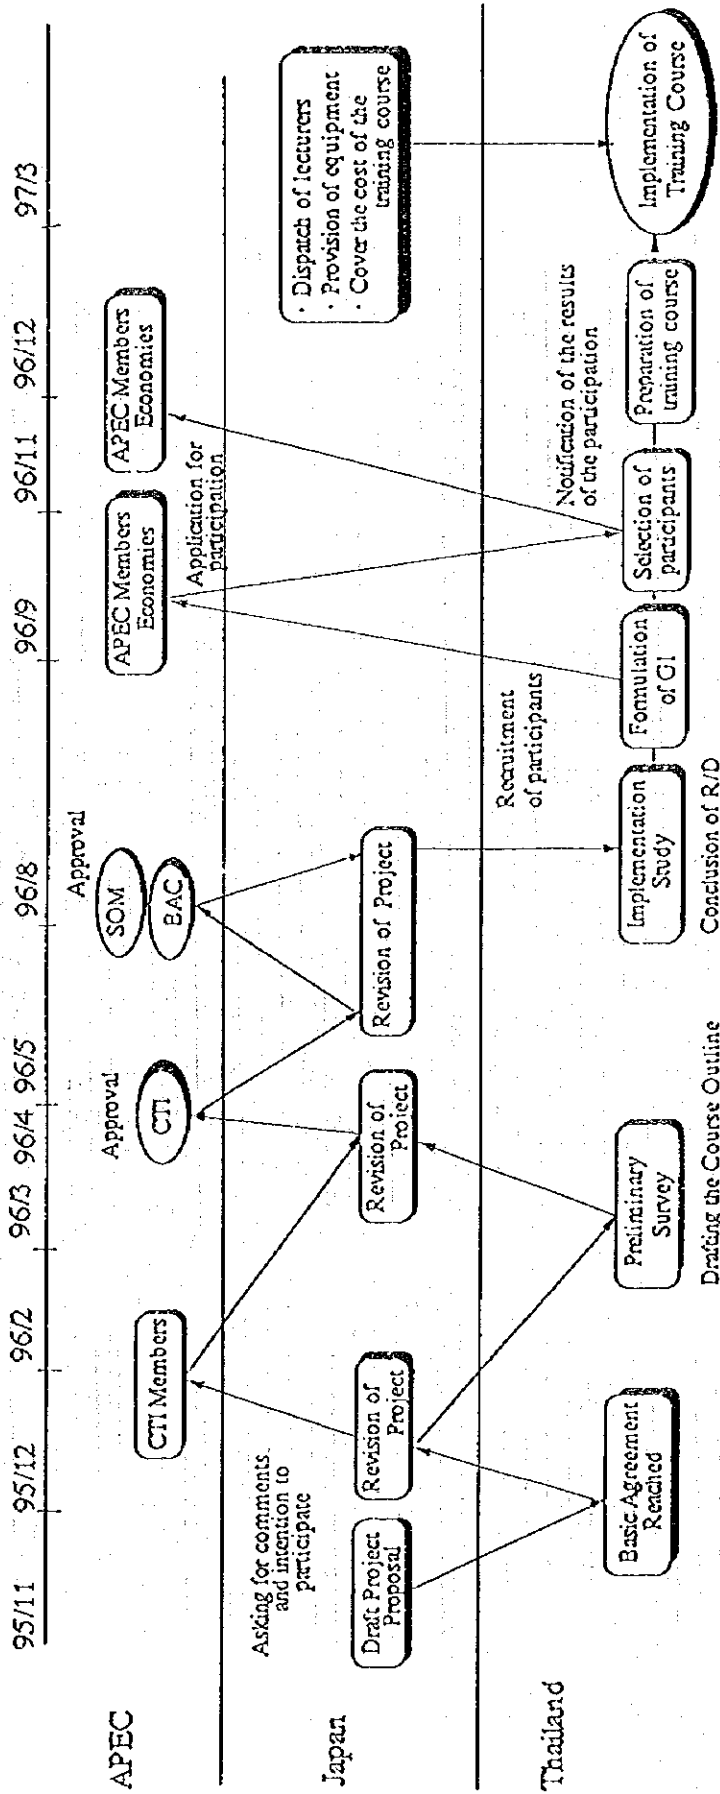 95/11
95/12
96/2
96/3
96/4
96/5
96/8
96/9
96/11
96/12
97/3
APEC
CTI Members
Approval
CTI
Approval
SOM
BAC
APEC Members
Economies
APEC Members
Economies
Application for
participation
Japan
Asking for comments
and intention to
participate
Draft Project
Proposal
Revision of
Project
Revision of
Project
Revision of Project
· Dispatch of lecturers
· Provision of equipment
· Cover the cost of the
training course
Thailand
Recruitment
of participants
Notification of the results
of the participation
Basic Agreement
Reached
Preliminary
Survey
Implementation
Study
Formulation
of G1
Selection of
participants
Preparation of
training course
Implementation of
Training Course
Drafting the Course Outline
Conclusion of R/D